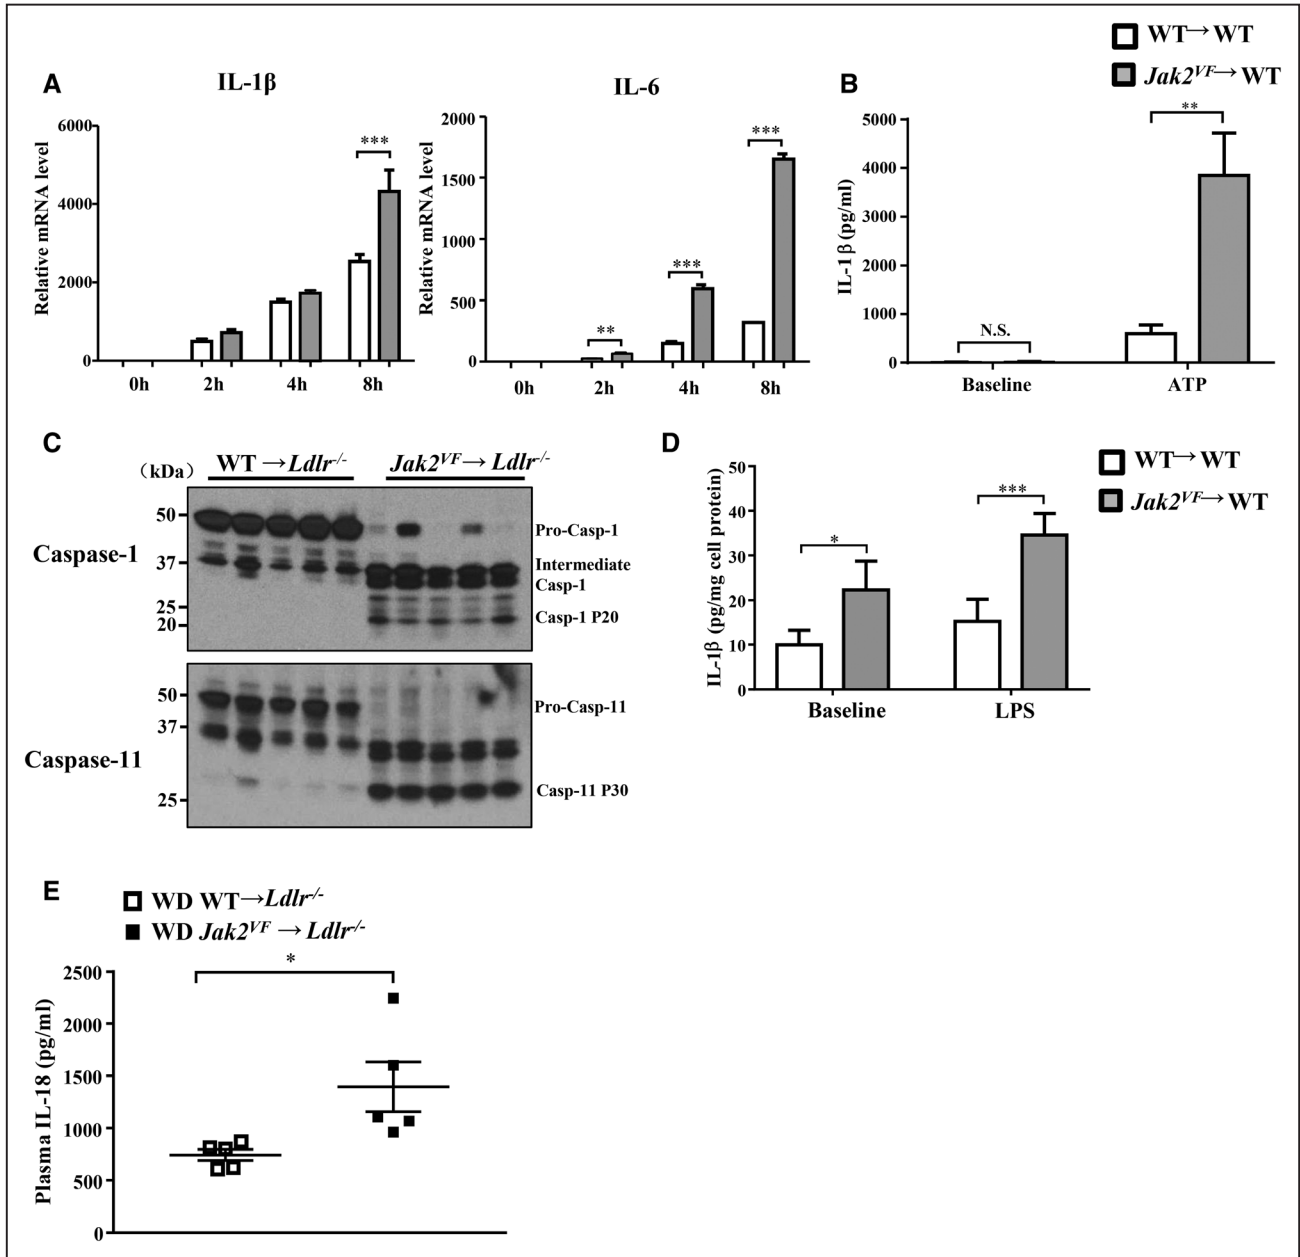 WT→WT
Jak2VF→WT
A
IL-1β
IL-6
B
Relative mRNA level
6000
4000
2000
0
***
0h
2h
4h
8h
Relative mRNA level
2000
1500
1000
500
0
**
***
***
0h
2h
4h
8h
IL-1β (pg/ml)
5000
4000
3000
2000
1000
0
N.S.
**
Baseline
ATP
C
(kDa)
WT→Ldlr-/-
Jak2VF→Ldlr-/-
Caspase-1
50
37
25
20
Pro-Casp-1
Intermediate
Casp-1
Casp-1 P20
Caspase-11
50
37
25
Pro-Casp-11
Casp-11 P30
D
WT→WT
Jak2VF→WT
IL-1β (pg/mg cell protein)
50
40
30
20
10
0
*
***
Baseline
LPS
E
WD WT→Ldlr-/-
WD Jak2VF→Ldlr-/-
Plasma IL-18 (pg/ml)
2500
2000
1500
1000
500
0
*